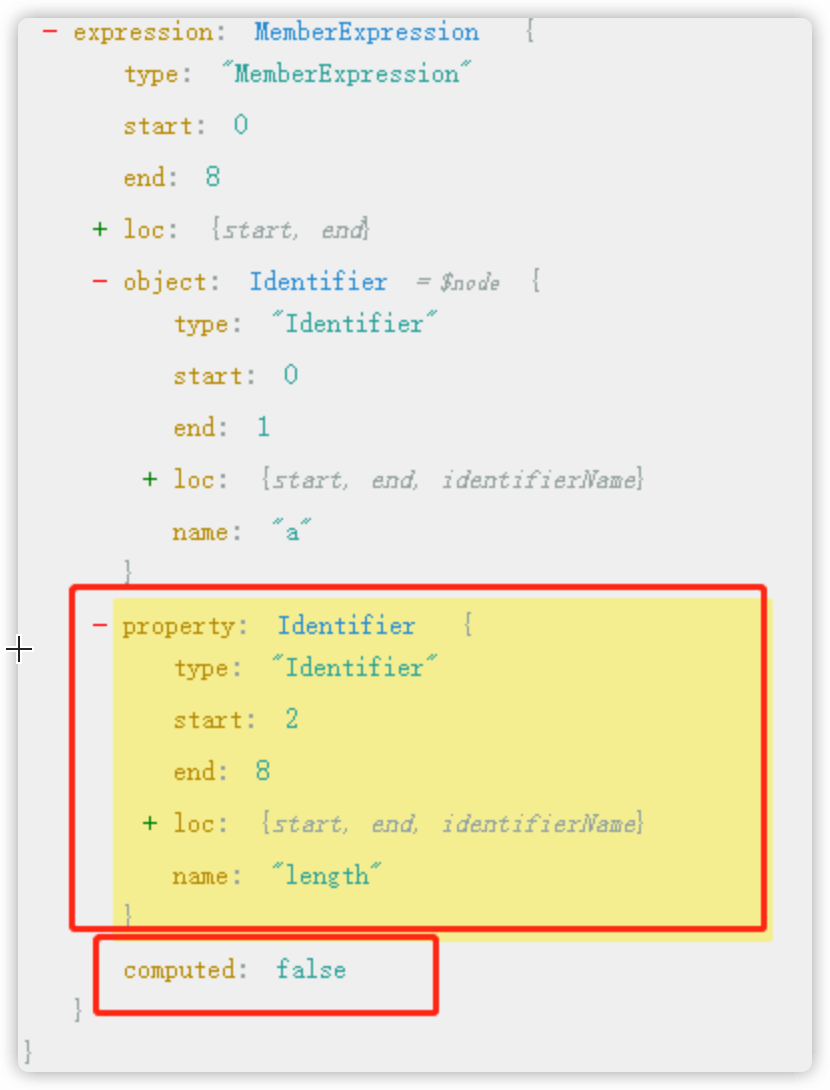 − expression: MemberExpression {
type: "MemberExpression"
start: 0
end: 8
+ loc: {start, end}
− object: Identifier = $node {
type: "Identifier"
start: 0
end: 1
+ loc: {start, end, identifierName}
name: "a"
}
− property: Identifier {
type: "Identifier"
start: 2
end: 8
+ loc: {start, end, identifierName}
name: "length"
}
computed: false
}
}